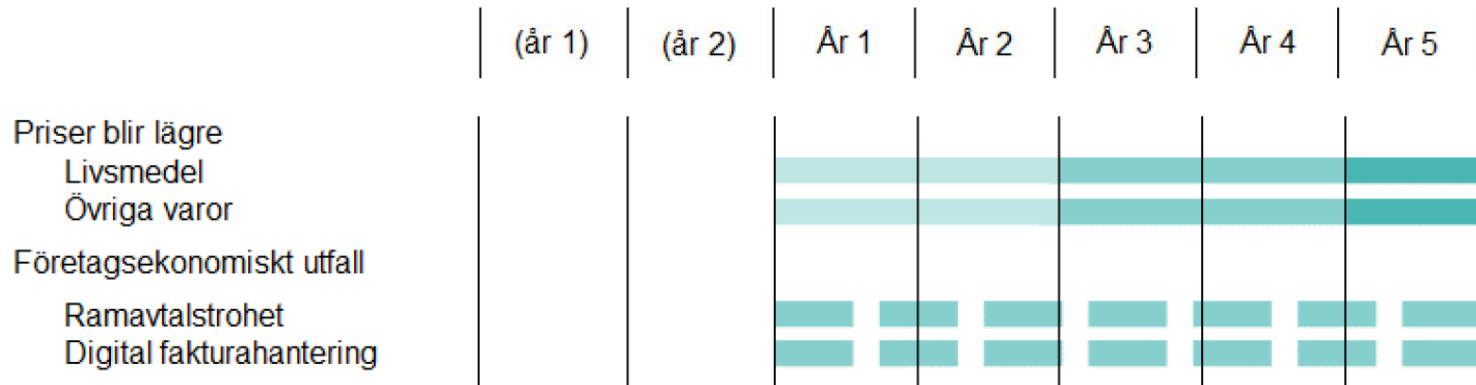 (år 1) (år 2) År 1 År 2 År 3 År 4 År 5
Priser blir lägre
Livsmedel
Övriga varor
Företagsekonomiskt utfall
Ramavtalstrohet
Digital fakturahantering